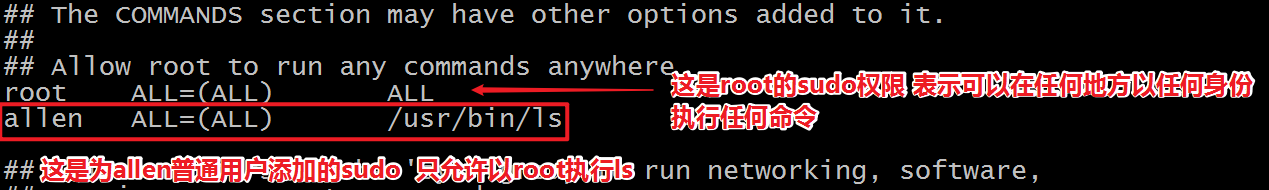 ## The COMMANDS section may have other options added to it.
##
## Allow root to run any commands anywhere
root ALL=(ALL) ALL
这是root的sudo权限 表示可以在任何地方以任何身份
执行任何命令
allen ALL=(ALL) /usr/bin/ls
## 这是为allen普通用户添加的sudo 只允许以root执行ls run networking, software,